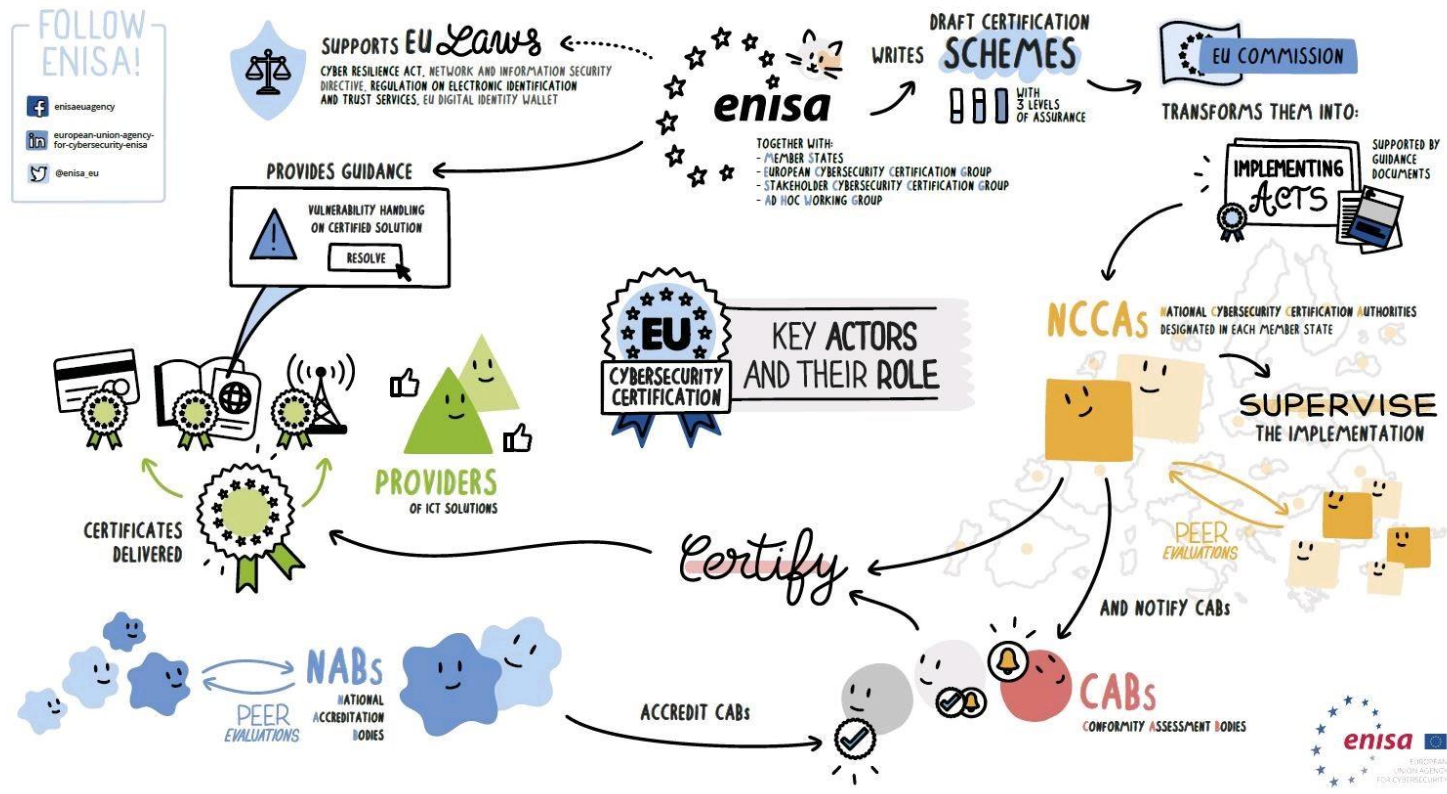 FOLLOW
ENISA!
enisaeuagency
european-union-agency-
for-cybersecurity-enisa
@enisa_eu
SUPPORTS EU Laws
CYBER RESILIENCE ACT, NETWORK AND INFORMATION SECURITY
DIRECTIVE, REGULATION ON ELECTRONIC IDENTIFICATION
AND TRUST SERVICES, EU DIGITAL IDENTITY WALLET
enisa
TOGETHER WITH:
- MEMBER STATES
- EUROPEAN CYBERSECURITY CERTIFICATION GROUP
- STAKEHOLDER CYBERSECURITY CERTIFICATION GROUP
- AD HOC WORKING GROUP
WRITES
DRAFT CERTIFICATION
SCHEMES
WITH
3 LEVELS
OF ASSURANCE
EU COMMISSION
TRANSFORMS THEM INTO:
IMPLEMENTING
ACTS
SUPPORTED BY
GUIDANCE
DOCUMENTS
PROVIDES GUIDANCE
VULNERABILITY HANDLING
ON CERTIFIED SOLUTION
RESOLVE
EU
CYBERSECURITY
CERTIFICATION
KEY ACTORS
AND THEIR ROLE
NCCAs
NATIONAL CYBERSECURITY CERTIFICATION AUTHORITIES
DESIGNATED IN EACH MEMBER STATE
SUPERVISE
THE IMPLEMENTATION
PEER
EVALUATIONS
AND NOTIFY CABs
PROVIDERS
OF ICT SOLUTIONS
CERTIFICATES
DELIVERED
Certify
NABs
NATIONAL
ACCREDITATION
BODIES
PEER
EVALUATIONS
ACCREDIT CABs
CABs
CONFORMITY ASSESSMENT BODIES
enisa
EUROPEAN
UNION AGENCY
FOR CYBERSECURITY